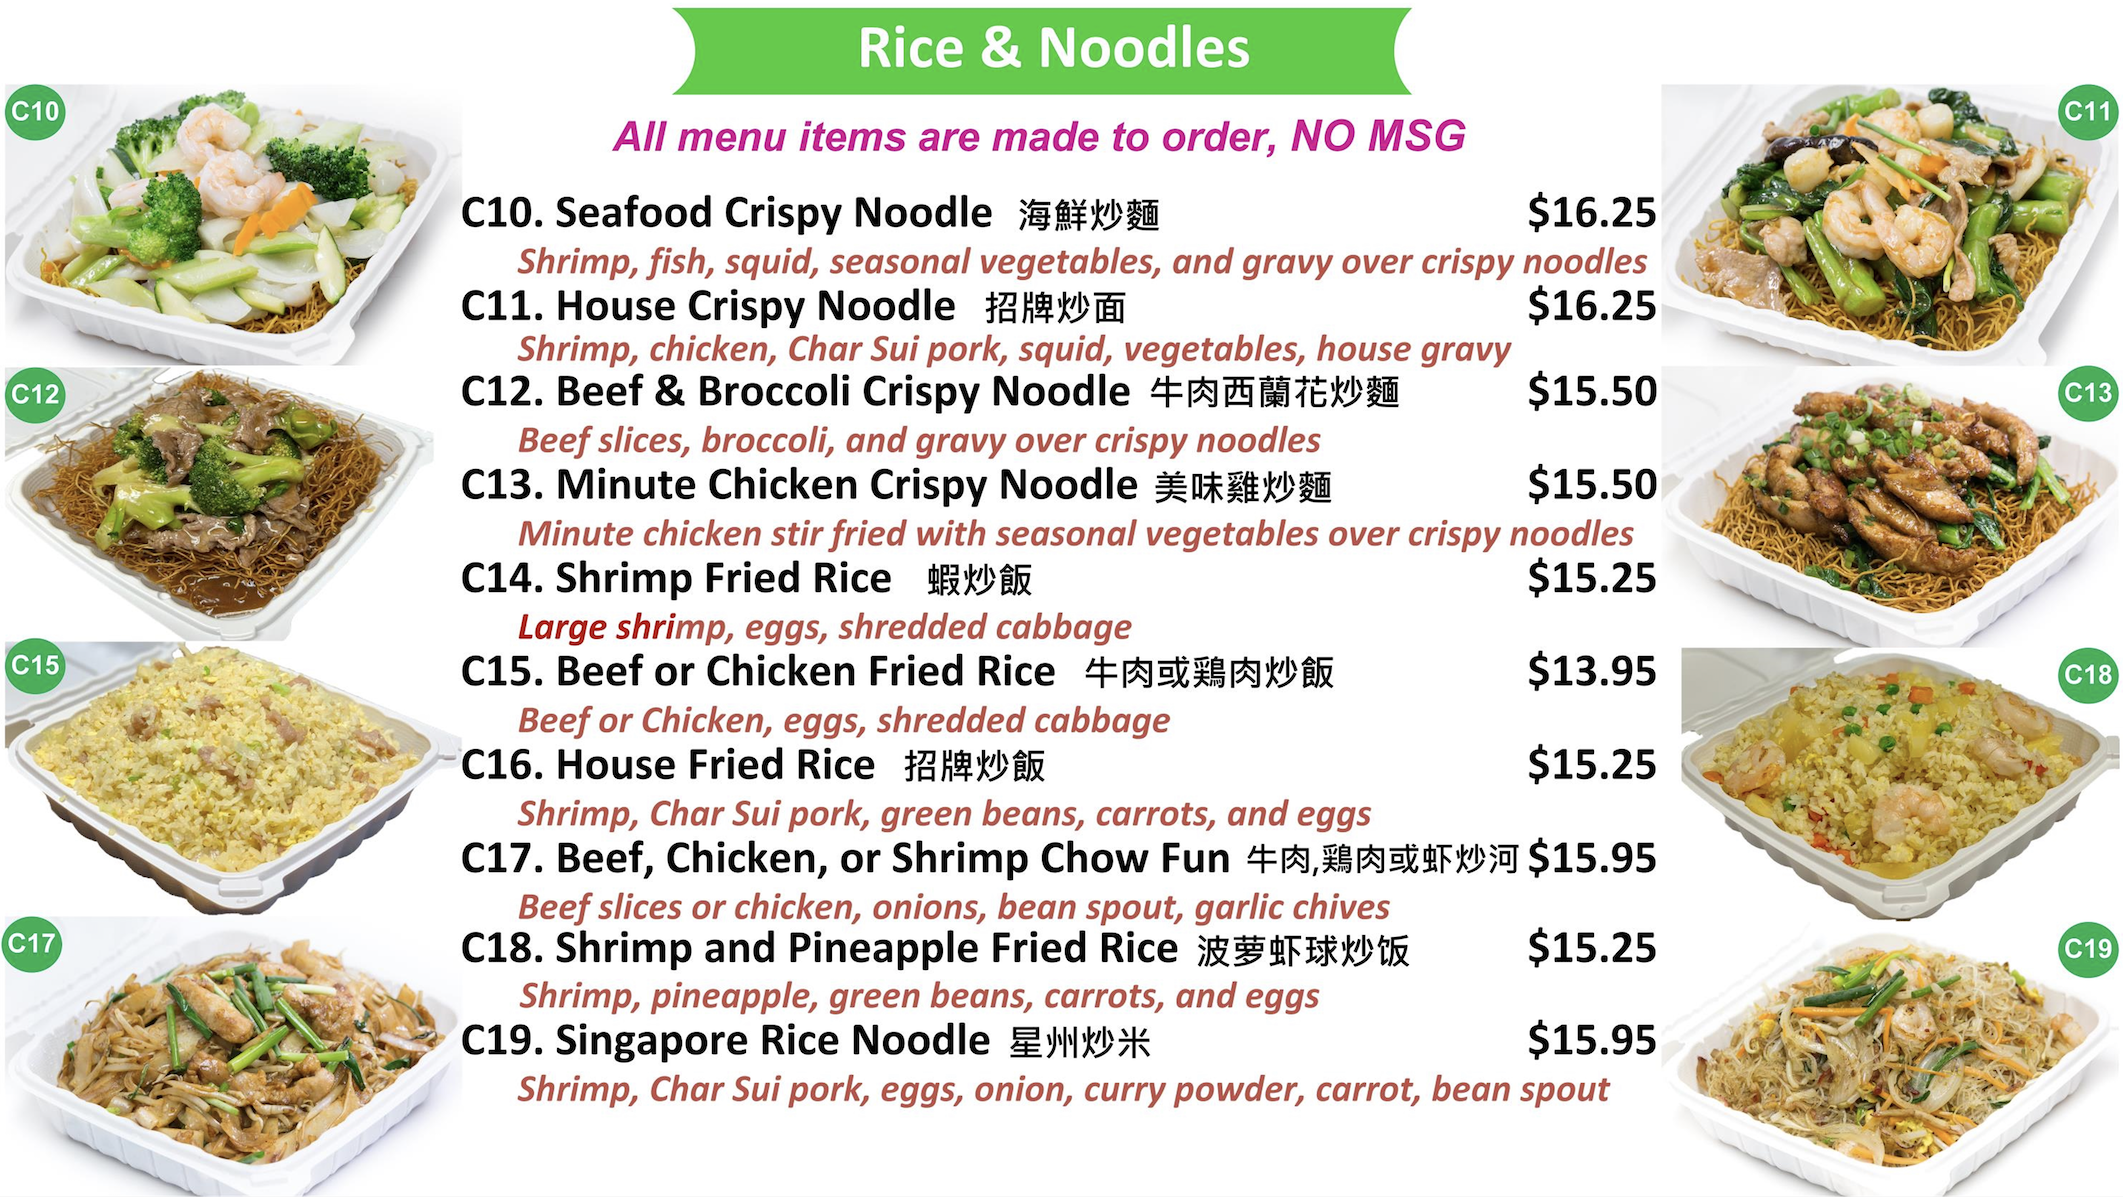 Rice & Noodles
All menu items are made to order, NO MSG
C10
C11
C10. Seafood Crispy Noodle 海鮮炒麵 $16.25
Shrimp, fish, squid, seasonal vegetables, and gravy over crispy noodles
C11. House Crispy Noodle 招牌炒面 $16.25
Shrimp, chicken, Char Sui pork, squid, vegetables, house gravy
C12
C13
C12. Beef & Broccoli Crispy Noodle 牛肉西蘭花炒麵 $15.50
Beef slices, broccoli, and gravy over crispy noodles
C13. Minute Chicken Crispy Noodle 美味雞炒麵 $15.50
Minute chicken stir fried with seasonal vegetables over crispy noodles
C14. Shrimp Fried Rice 蝦炒飯 $15.25
Large shrimp, eggs, shredded cabbage
C15
C18
C15. Beef or Chicken Fried Rice 牛肉或鶏肉炒飯 $13.95
Beef or Chicken, eggs, shredded cabbage
C16. House Fried Rice 招牌炒飯 $15.25
Shrimp, Char Sui pork, green beans, carrots, and eggs
C17. Beef, Chicken, or Shrimp Chow Fun 牛肉,鶏肉或虾炒河 $15.95
Beef slices or chicken, onions, bean spout, garlic chives
C17
C19
C18. Shrimp and Pineapple Fried Rice 波萝虾球炒饭 $15.25
Shrimp, pineapple, green beans, carrots, and eggs
C19. Singapore Rice Noodle 星州炒米 $15.95
Shrimp, Char Sui pork, eggs, onion, curry powder, carrot, bean spout